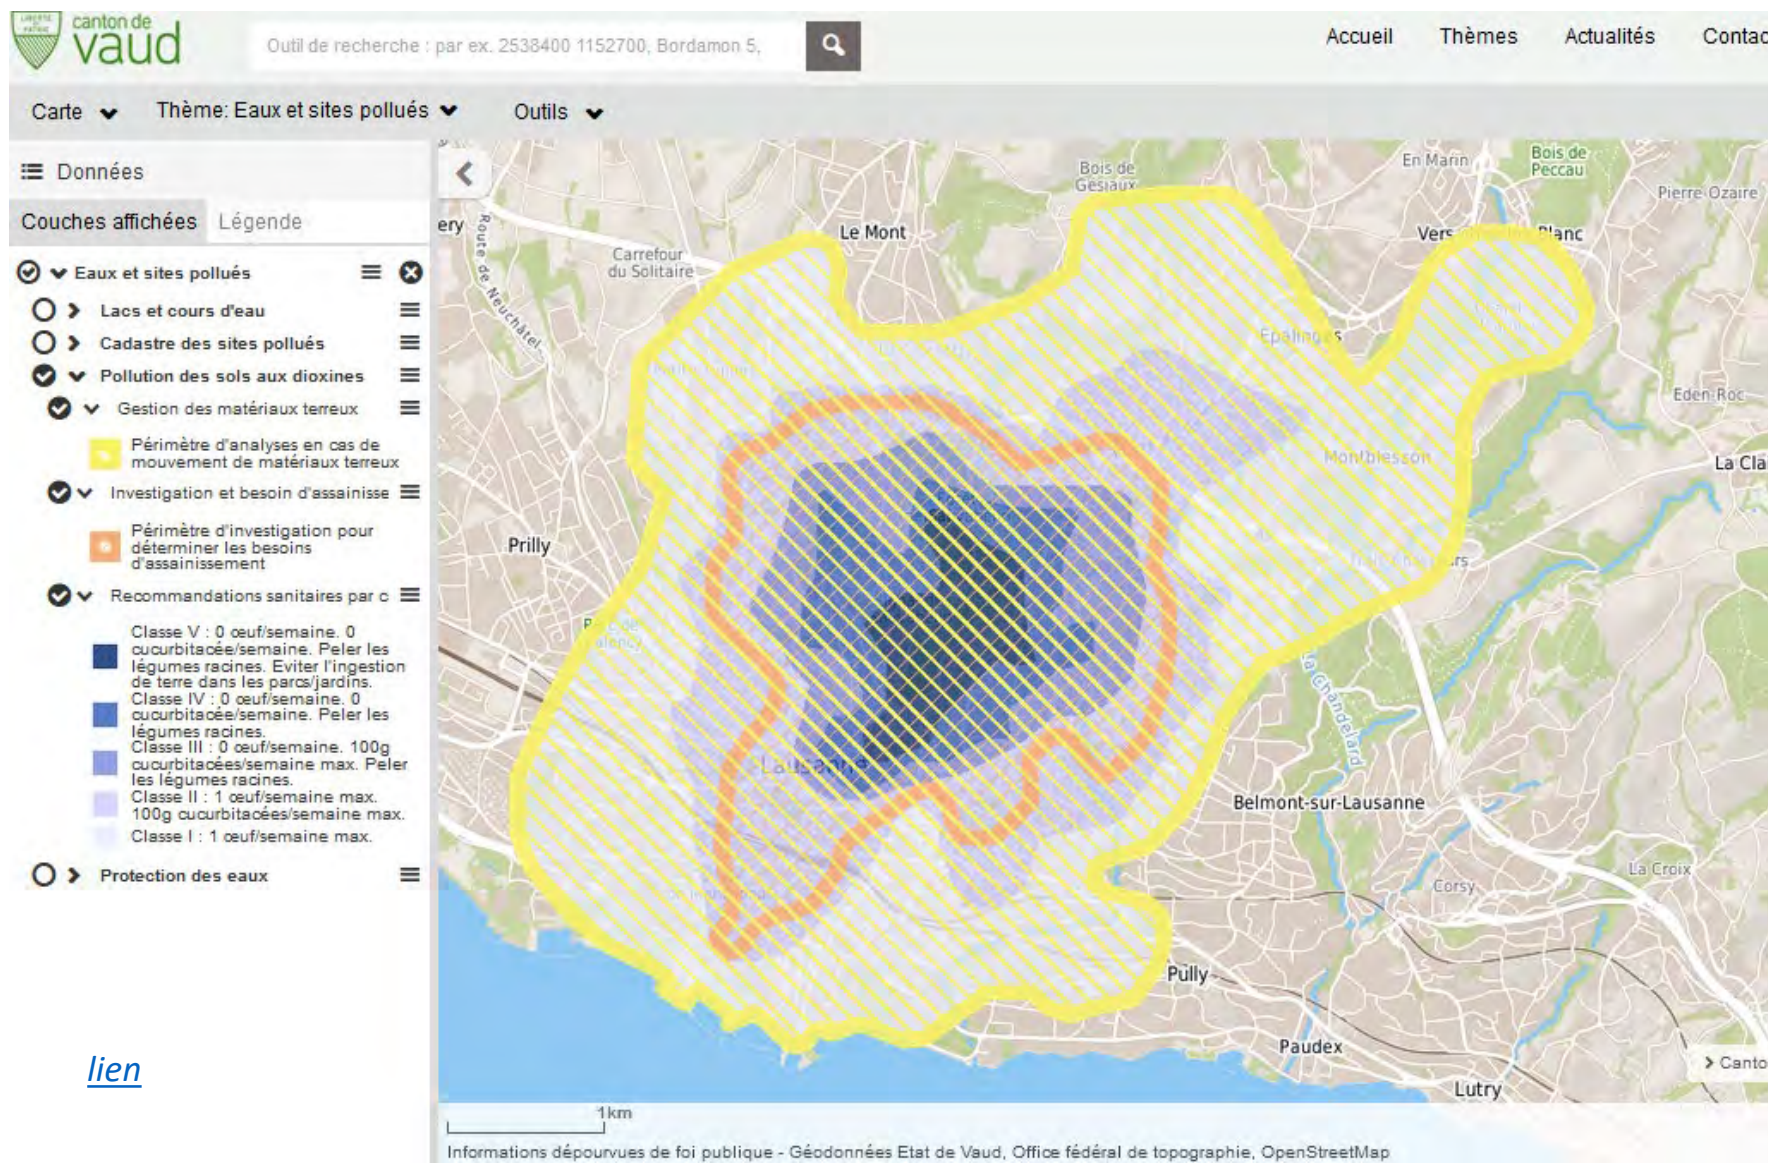 LIBERTÉ
ET
PATRIE
canton de
vaud
Outil de recherche : par ex. 2538400 1152700, Bordamon 5,
Accueil
Thèmes
Actualités
Contac
Carte
Thème: Eaux et sites pollués
Outils
Données
Couches affichées
Légende
Eaux et sites pollués
Lacs et cours d'eau
Cadastre des sites pollués
Pollution des sols aux dioxines
Gestion des matériaux terreux
Périmètre d'analyses en cas de
mouvement de matériaux terreux
Investigation et besoin d'assainisse
Périmètre d'investigation pour
déterminer les besoins
d'assainissement
Recommandations sanitaires par c
Classe V : 0 œuf/semaine. 0
cucurbitacée/semaine. Peler les
légumes racines. Eviter l'ingestion
de terre dans les parcs/jardins.
Classe IV : 0 œuf/semaine. 0
cucurbitacée/semaine. Peler les
légumes racines.
Classe III : 0 œuf/semaine. 100g
cucurbitacées/semaine max. Peler
les légumes racines.
Classe II : 1 œuf/semaine max.
100g cucurbitacées/semaine max.
Classe I : 1 œuf/semaine max.
Protection des eaux
lien
ery
Route de Neuchâtel
Carrefour
du Solitaire
Le Mont
Bois de
Gésiaux
En Marin
Bois de
Peccau
Pierre-Ozaire
Vers
Blanc
Epalinges
Eden-Roc
Montblesson
La Cla
Prilly
Lausanne
La Chandelard
Belmont-sur-Lausanne
La Croix
Corsy
Pully
Paudex
Lutry
Canto
1km
Informations dépourvues de foi publique - Géodonnées Etat de Vaud, Office fédéral de topographie, OpenStreetMap